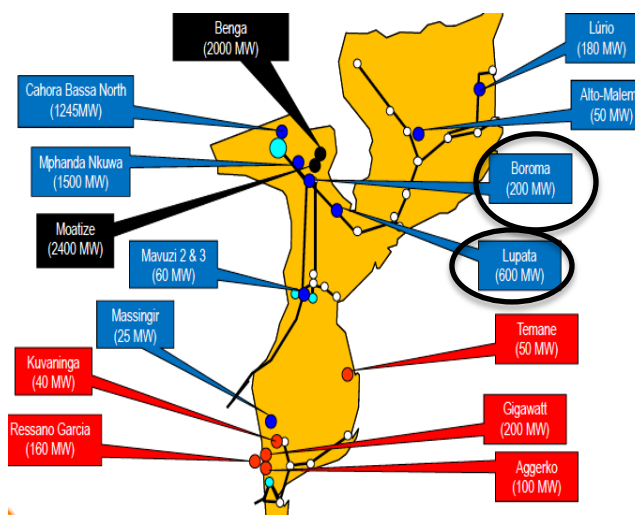 Benga
(2000 MW)
Lúrio
(180 MW)
Cahora Bassa North
(1245MW)
Alto-Malem
(50 MW)
Mphanda Nkuwa
(1500 MW)
Boroma
(200 MW)
Moatize
(2400 MW)
Mavuzi 2 & 3
(60 MW)
Lupata
(600 MW)
Massingir
(25 MW)
Temane
(50 MW)
Kuvaninga
(40 MW)
Gigawatt
(200 MW)
Ressano Garcia
(160 MW)
Aggerko
(100 MW)